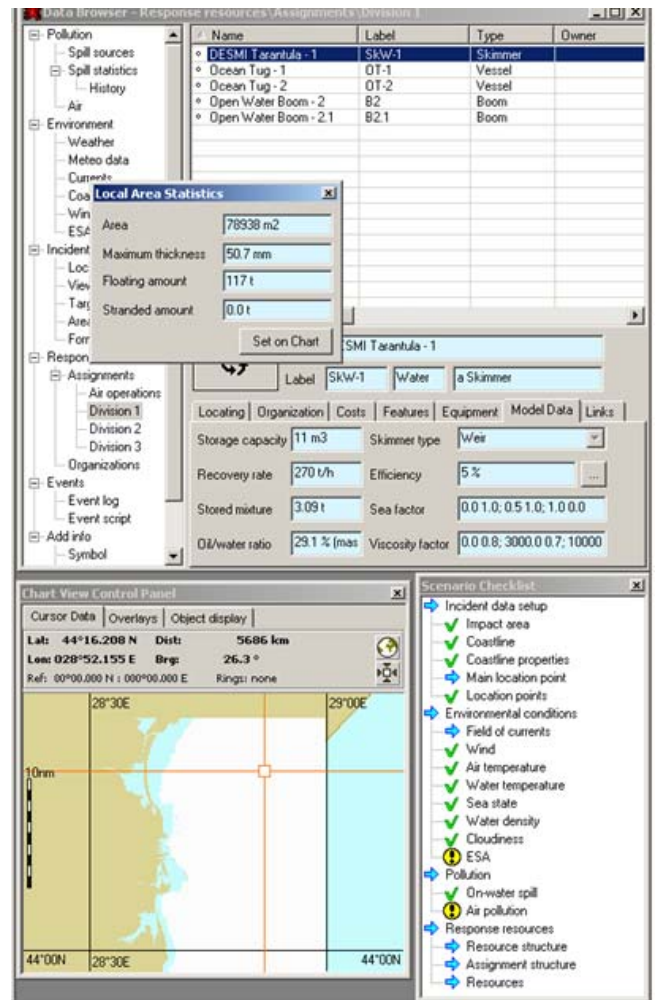 Data Browser - Response resources\Assignments\Division 1
Pollution
Spill sources
Spill statistics
History
Air
Environment
Weather
Meteo data
Currents
Coa
Win
ESA
Incident
Loc
View
Targ
Area
Form
Respon
Assignments
Air operations
Division 1
Division 2
Division 3
Organizations
Events
Event log
Event script
Add info
Symbol
Name Label Type Owner
DESMI Tarantula - 1 SkW-1 Skimmer
Ocean Tug - 1 OT-1 Vessel
Ocean Tug - 2 OT-2 Vessel
Open Water Boom - 2 B2 Boom
Open Water Boom - 2.1 B2.1 Boom
Local Area Statistics
Area 78938 m2
Maximum thickness 50.7 mm
Floating amount 117 t
Stranded amount 0.0 t
Set on Chart
SMI Tarantula - 1
Label SkW-1 Water a Skimmer
Locating Organization Costs Features Equipment Model Data Links
Storage capacity 11 m3 Skimmer type Weir
Recovery rate 270 t/h Efficiency 5 % ...
Stored mixture 3.09 t Sea factor 0.0 1.0; 0.5 1.0; 1.0 0.0
Oil/water ratio 29.1 % (mas Viscosity factor 0.0 0.8; 3000.0 0.7; 10000
Chart View Control Panel
Cursor Data Overlays Object display
Lat: 44°16.208 N Dist: 5686 km
Lon: 028°52.155 E Brg: 26.3 °
Ref: 00°00.000 N : 000°00.000 E Rings: none
28°30E 29°00E
10nm
44°00N 28°30E 44°00N
Scenario Checklist
Incident data setup
Impact area
Coastline
Coastline properties
Main location point
Location points
Environmental conditions
Field of currents
Wind
Air temperature
Water temperature
Sea state
Water density
Cloudiness
ESA
Pollution
On-water spill
Air pollution
Response resources
Resource structure
Assignment structure
Resources